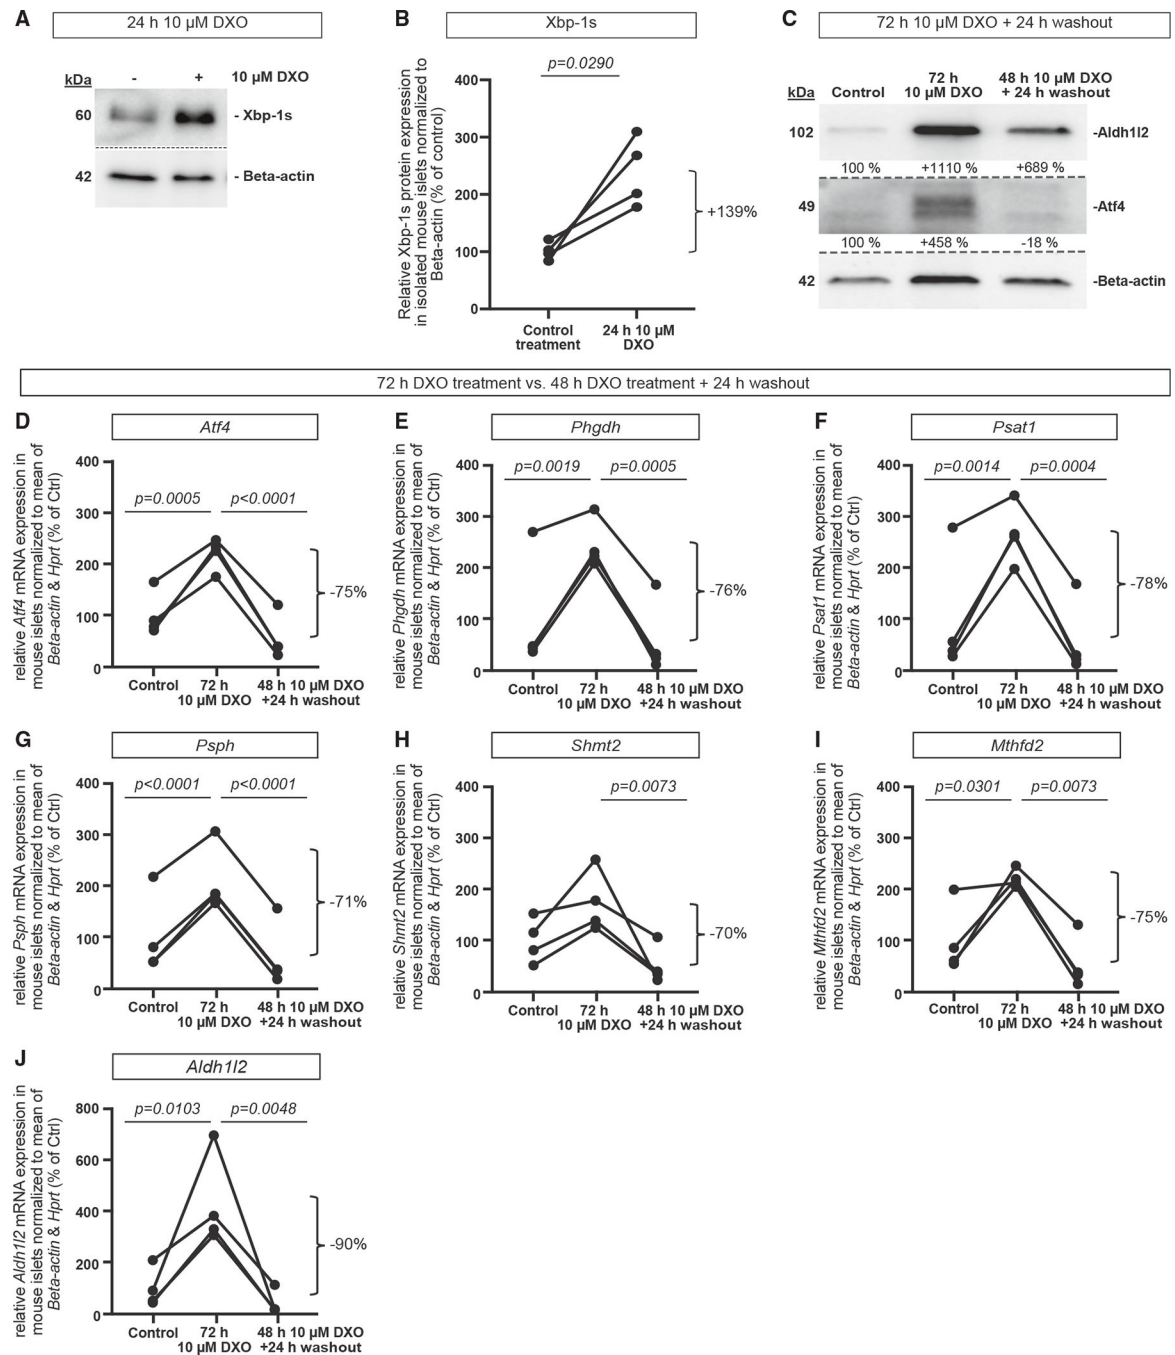 A
24 h 10 µM DXO
kDa
-
+
10 µM DXO
60
- Xbp-1s
42
- Beta-actin
B
Xbp-1s
p=0.0290
Relative Xbp-1s protein expression
in isolated mouse islets normalized to
Beta-actin (% of control)
400
300
200
100
0
+139%
Control
treatment
24 h 10 µM
DXO
C
72 h 10 µM DXO + 24 h washout
kDa
Control
72 h
10 µM DXO
48 h 10 µM DXO
+ 24 h washout
102
-Aldh1l2
100 %
+1110 %
+689 %
49
-Atf4
100 %
+458 %
-18 %
42
-Beta-actin
72 h DXO treatment vs. 48 h DXO treatment + 24 h washout
D
Atf4
relative Atf4 mRNA expression in
mouse islets normalized to mean of
Beta-actin & Hprt (% of Ctrl)
400
300
200
100
0
p=0.0005
p<0.0001
-75%
Control
72 h
10 µM DXO
48 h 10 µM DXO
+24 h washout
E
Phgdh
relative Phgdh mRNA expression in
mouse islets normalized to mean of
Beta-actin & Hprt (% of Ctrl)
400
300
200
100
0
p=0.0019
p=0.0005
-76%
Control
72 h
10 µM DXO
48 h 10 µM DXO
+24 h washout
F
Psat1
relative Psat1 mRNA expression in
mouse islets normalized to mean of
Beta-actin & Hprt (% of Ctrl)
400
300
200
100
0
p=0.0014
p=0.0004
-78%
Control
72 h
10 µM DXO
48 h 10 µM DXO
+24 h washout
G
Psph
relative Psph mRNA expression in
mouse islets normalized to mean of
Beta-actin & Hprt (% of Ctrl)
400
300
200
100
0
p<0.0001
p<0.0001
-71%
Control
72 h
10 µM DXO
48 h 10 µM DXO
+24 h washout
H
Shmt2
relative Shmt2 mRNA expression in
mouse islets normalized to mean of
Beta-actin & Hprt (% of Ctrl)
400
300
200
100
0
p=0.0073
-70%
Control
72 h
10 µM DXO
48 h 10 µM DXO
+24 h washout
I
Mthfd2
relative Mthfd2 mRNA expression in
mouse islets normalized to mean of
Beta-actin & Hprt (% of Ctrl)
400
300
200
100
0
p=0.0301
p=0.0073
-75%
Control
72 h
10 µM DXO
48 h 10 µM DXO
+24 h washout
J
Aldh1l2
relative Aldh1l2 mRNA expression in
mouse islets normalized to mean of
Beta-actin & Hprt (% of Ctrl)
800
600
400
200
0
p=0.0103
p=0.0048
-90%
Control
72 h
10 µM DXO
48 h 10 µM DXO
+24 h washout